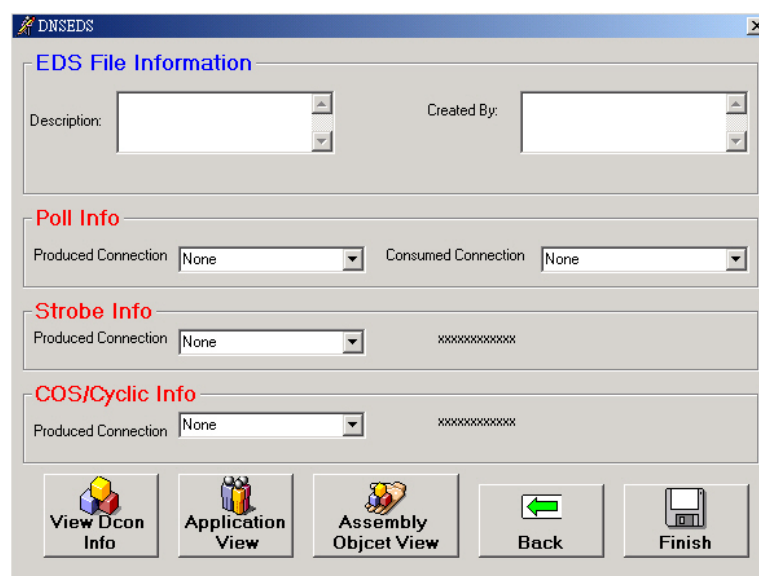 DNSEDS
EDS File Information
Description:
Created By:
Poll Info
Produced Connection None Consumed Connection None
Strobe Info
Produced Connection None xxxxxxxxxxxx
COS/Cyclic Info
Produced Connection None xxxxxxxxxxxx
View Dcon
Info
Application
View
Assembly
Objcet View
Back
Finish